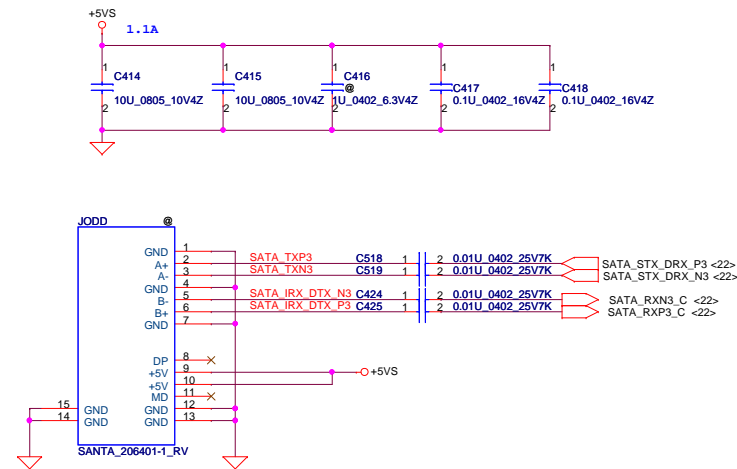 +5VS
1.1A
1 1 1 1 1
C414 C415 C416 C417 C418
@
10U_0805_10V4Z 10U_0805_10V4Z 1U_0402_6.3V4Z 0.1U_0402_16V4Z 0.1U_0402_16V4Z
2 2 2 2 2
JODD @
GND 1
A+ 2 SATA_TXP3 C518 1 2 0.01U_0402_25V7K SATA_STX_DRX_P3 <22>
A- 3 SATA_TXN3 C519 1 2 0.01U_0402_25V7K SATA_STX_DRX_N3 <22>
GND 4
B- 5 SATA_IRX_DTX_N3 C424 1 2 0.01U_0402_25V7K SATA_RXN3_C <22>
B+ 6 SATA_IRX_DTX_P3 C425 1 2 0.01U_0402_25V7K SATA_RXP3_C <22>
GND 7
DP 8
+5V 9 +5VS
+5V 10
MD 11
15 GND GND 12
14 GND GND 13
SANTA_206401-1_RV